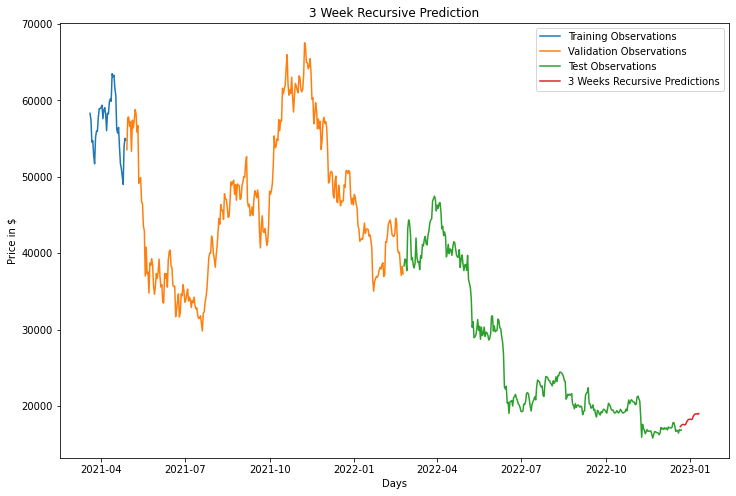 3 Week Recursive Prediction
70000
60000
50000
40000
30000
20000
Price in $
Training Observations
Validation Observations
Test Observations
3 Weeks Recursive Predictions
2021-04 2021-07 2021-10 2022-01 2022-04 2022-07 2022-10 2023-01
Days